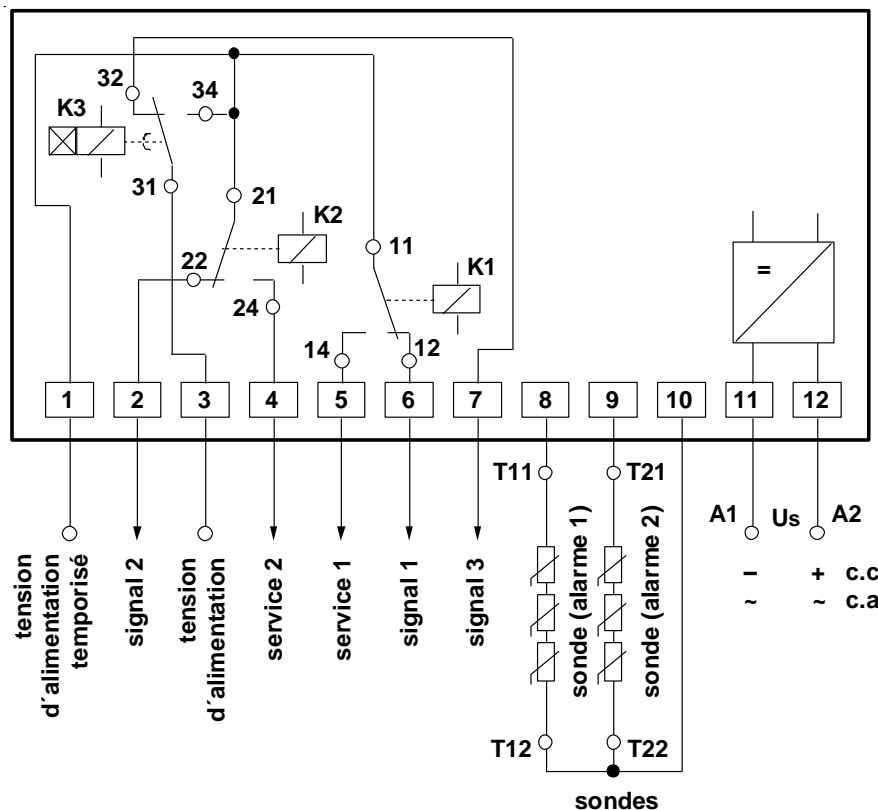 32
34
K3
31
21
K2
11
22
K1
24
14
12
=
1
2
3
4
5
6
7
8
9
10
11
12
T11
T21
A1
Us
A2
tension
d´alimentation
temporisé
signal 2
tension
d´alimentation
service 2
service 1
signal 1
signal 3
sonde (alarme 1)
sonde (alarme 2)
– + c.c
~ ~ c.a
T12
T22
sondes